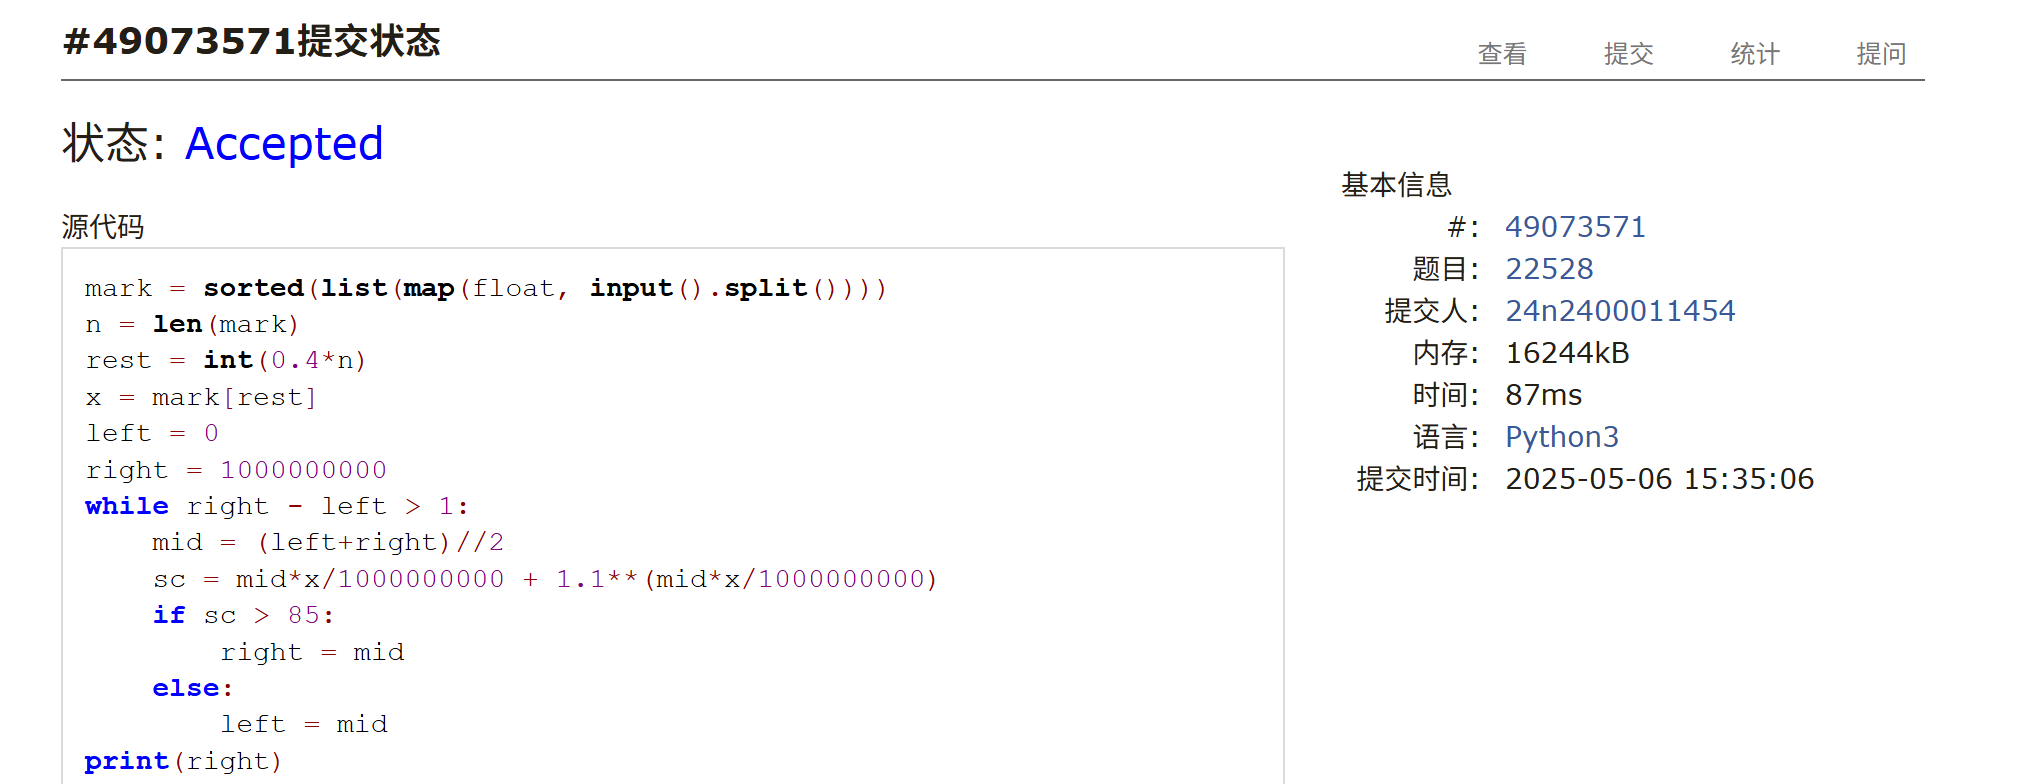 #49073571提交状态
查看 提交 统计 提问
状态: Accepted
源代码
mark = sorted(list(map(float, input().split())))
n = len(mark)
rest = int(0.4*n)
x = mark[rest]
left = 0
right = 1000000000
while right - left > 1:
    mid = (left+right)//2
    sc = mid*x/1000000000 + 1.1**(mid*x/1000000000)
    if sc > 85:
        right = mid
    else:
        left = mid
print(right)
基本信息
#: 49073571
题目: 22528
提交人: 24n2400011454
内存: 16244kB
时间: 87ms
语言: Python3
提交时间: 2025-05-06 15:35:06